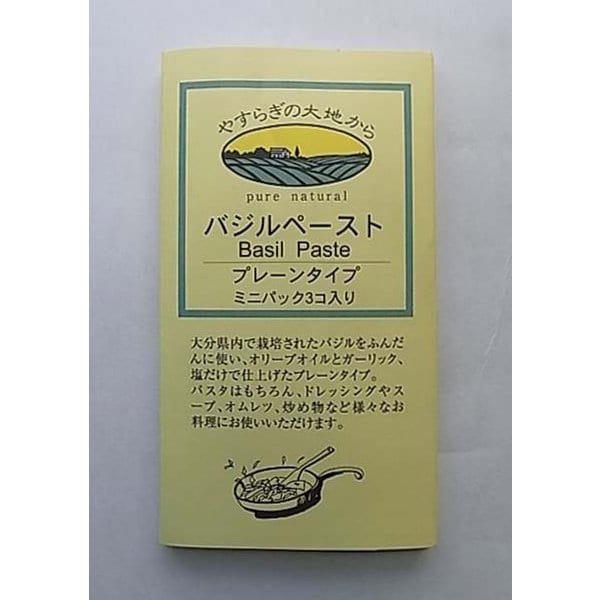 やすらぎの大地から
pure natural
バジルペースト
Basil Paste
プレーンタイプ
ミニパック3コ入り
大分県内で栽培されたバジルをふんだ
んに使い、オリーブオイルとガーリック、
塩だけで仕上げたプレーンタイプ。
パスタはもちろん、ドレッシングやス
ープ、オムレツ、炒め物など様々なお
料理にお使いいただけます。